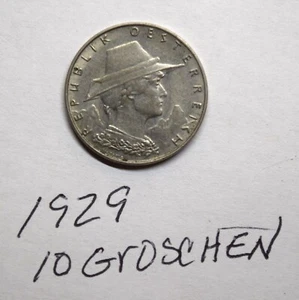 REPUBLIK OESTERREICH
1929
10 GROSCHEN